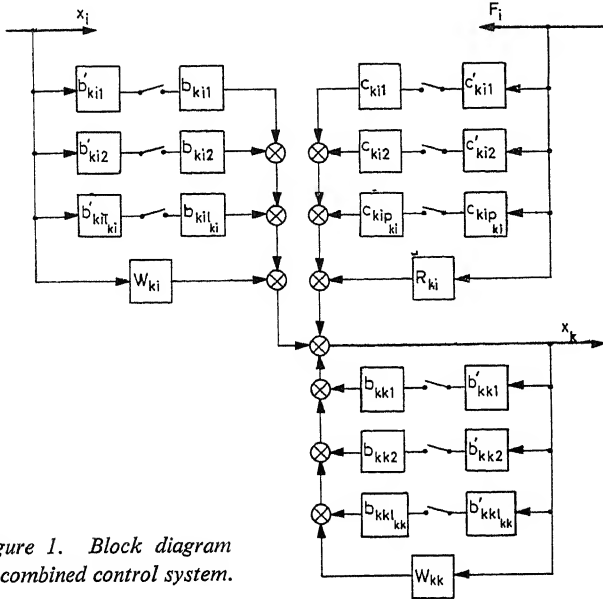 x_i F_i
b'_ki1 b_ki1 c_ki1 c'_ki1
b'_ki2 b_ki2 c_ki2 c'_ki2
b'_kil_ki b_kil_ki c_kip_ki c'_kip_ki
W_ki R_ki
x_k
b_kk1 b'_kk1
b_kk2 b'_kk2
b_kkl_kk b'_kkl_kk
W_kk
gure 1. Block diagram
combined control system.